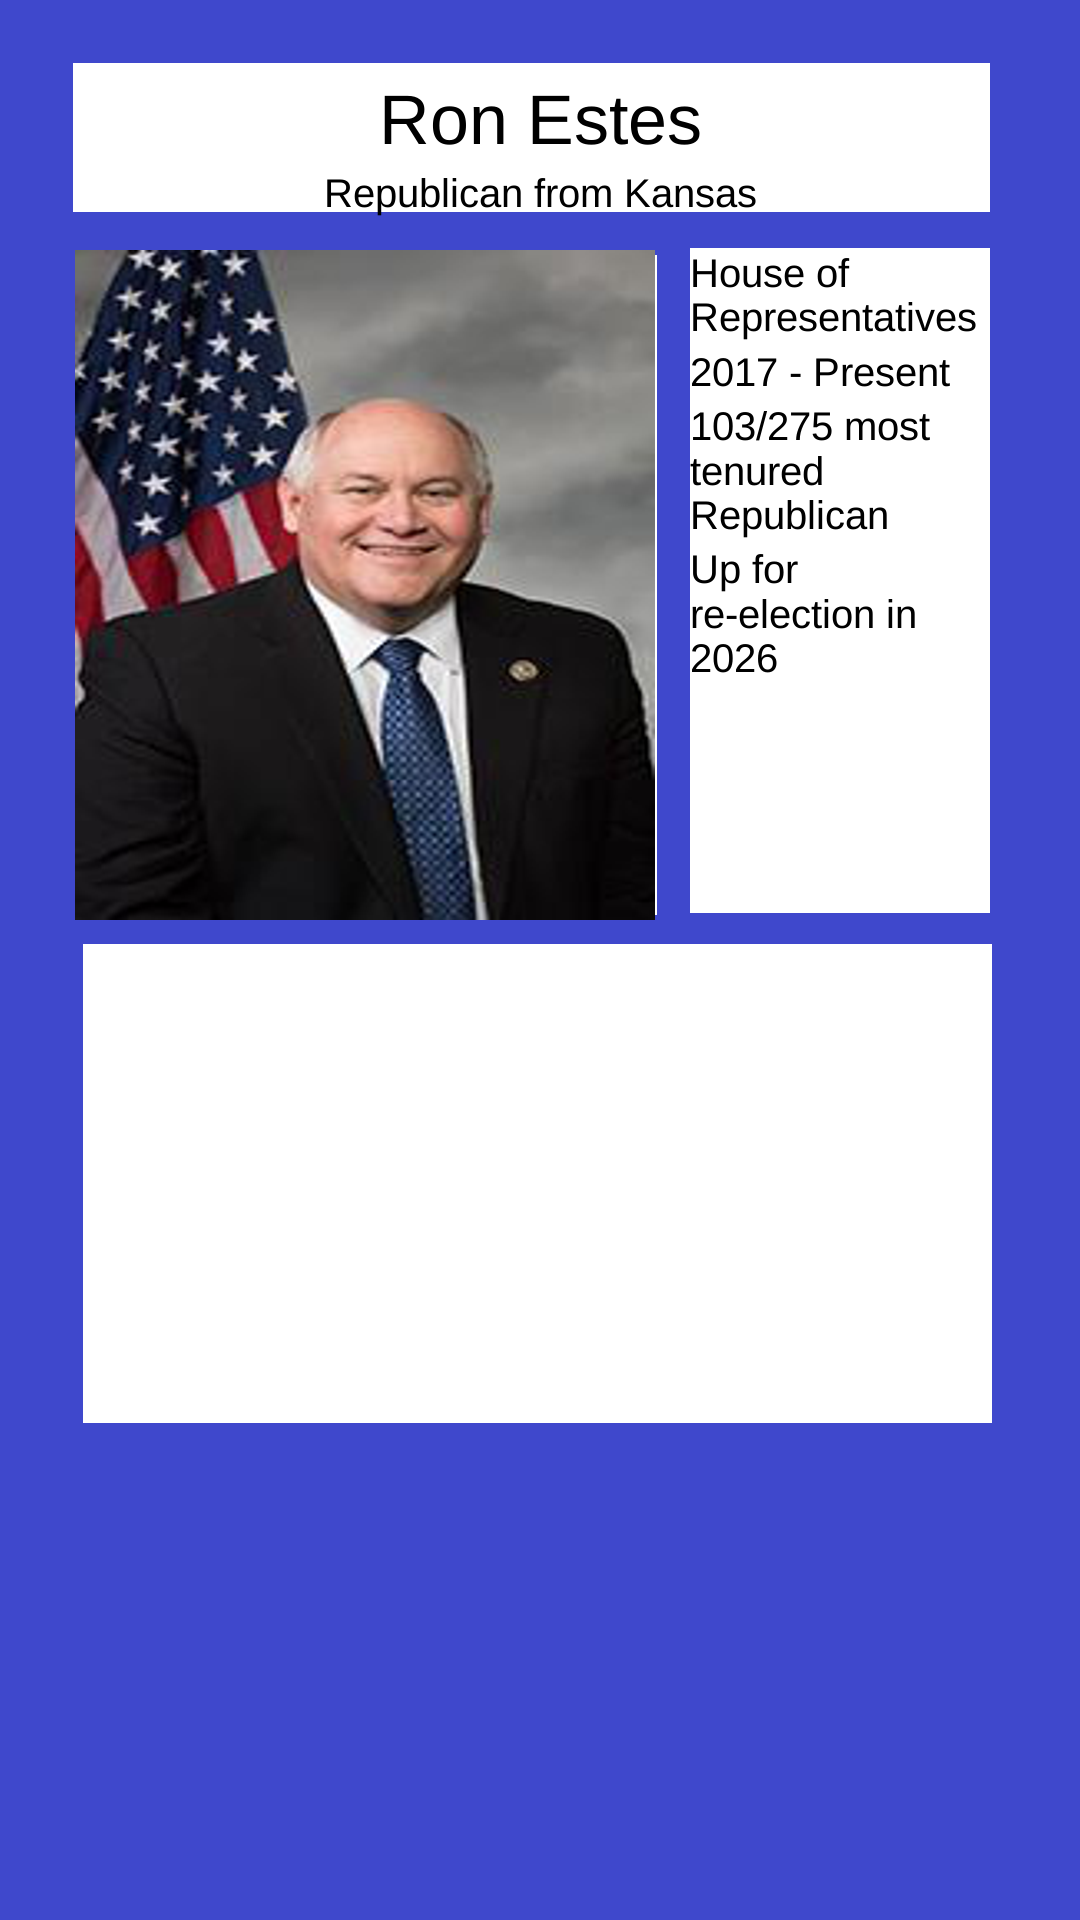 Ron Estes
Republican from Kansas
House of
Representatives
2017 - Present
103/275 most
tenured
Republican
Up for
re-election in
2026